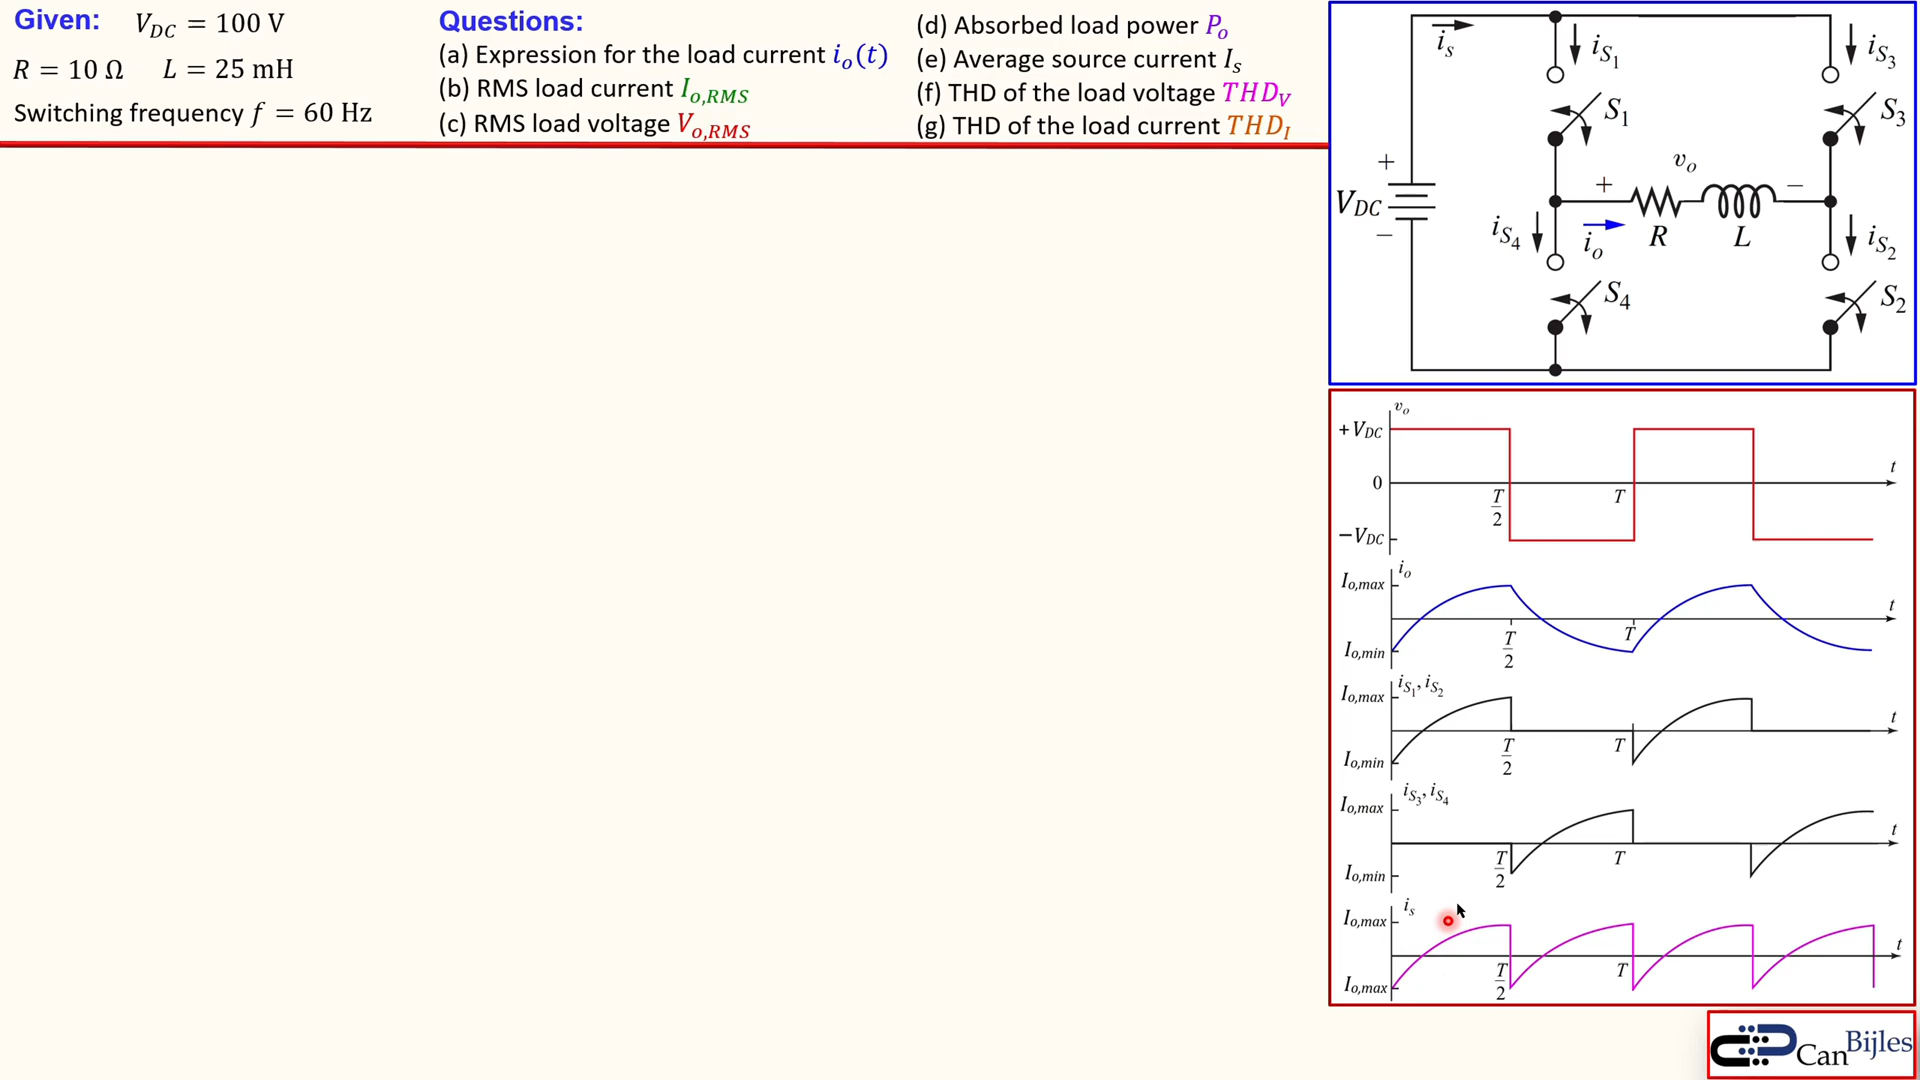 Given: V_DC = 100 V
R = 10 Ω L = 25 mH
Switching frequency f = 60 Hz
Questions:
(a) Expression for the load current i_o(t)
(b) RMS load current I_o,RMS
(c) RMS load voltage V_o,RMS
(d) Absorbed load power P_o
(e) Average source current I_s
(f) THD of the load voltage THD_V
(g) THD of the load current THD_I
i_s i_S1 i_S3
S_1 S_3
+ v_o
V_DC + −
−
i_S4 i_o R L i_S2
S_4 S_2
v_o
+V_DC
0 T/2 T t
−V_DC
i_o
I_o,max
T/2 T t
I_o,min
i_S1, i_S2
I_o,max
T/2 T t
I_o,min
i_S3, i_S4
I_o,max
T/2 T t
I_o,min
i_s
I_o,max
T/2 T t
I_o,max
CanBijles